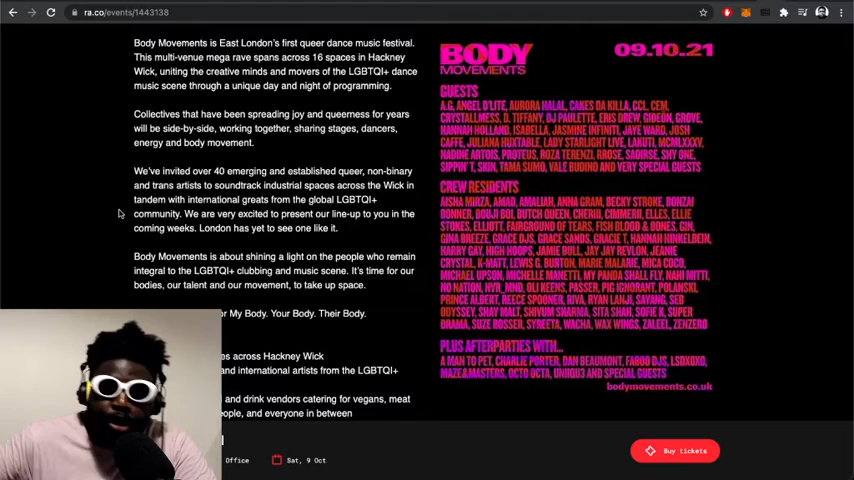 ra.co/events/1443138
Body Movements is East London's first queer dance music festival.
This multi-venue mega rave spans across 16 spaces in Hackney
Wick, uniting the creative minds and movers of the LGBTQI+ dance
music scene through a unique day and night of programming.
Collectives that have been spreading joy and queerness for years
will be side-by-side, working together, sharing stages, dancers,
energy and body movement.
We've invited over 40 emerging and established queer, non-binary
and trans artists to soundtrack industrial spaces across the Wick in
tandem with international greats from the global LGBTQI+
community. We are very excited to present our line-up to you in the
coming weeks. London has yet to see one like it.
Body Movements is about shining a light on the people who remain
integral to the LGBTQI+ clubbing and music scene. It's time for our
bodies, our talent and our movement, to take up space.
r My Body. Your Body. Their Body.
es across Hackney Wick
and international artists from the LGBTQI+
and drink vendors catering for vegans, meat
eople, and everyone in between
Office
Sat, 9 Oct
BODY
MOVEMENTS
09.10.21
GUESTS
A.G, ANGEL D'LITE, AURORA HALAL, CAKES DA KILLA, CCL, CEM,
CRYSTALLMESS, D. TIFFANY, DJ PAULETTE, ERIS DREW, GIDEÖN, GROVE,
HANNAH HOLLAND, ISABELLA, JASMINE INFINITI, JAYE WARD, JOSH
CAFFE, JULIANA HUXTABLE, LADY STARLIGHT LIVE, LAKUTI, MCMLXXXV,
NADINE ARTOIS, PROTEUS, ROZA TERENZI, RROSE, SAOIRSE, SHY ONE,
SIPPIN' T, SKIN, TAMA SUMO, VALE BUDINO AND VERY SPECIAL GUESTS
CREW RESIDENTS
AISHA MIRZA, AMAD, AMALIAH, ANNA GRAM, BECKY STROKE, BONZAI
BONNER, BOUJI BOI, BUTCH QUEEN, CHERIII, CIMMERII, ELLES, ELLIE
STOKES, ELLIOTT, FAIRGROUND OF TEARS, FISH BLOOD & BONES, GIN,
GINA BREEZE, GRACE DJS, GRACE SANDS, GRACIE T, HANNAH HINKELBEIN,
HARRY GAY, HIGH HOOPS, JAMIE BULL, JAY JAY REVLON, JEANIE
CRYSTAL, K-MATT, LEWIS G. BURTON, MARIE MALARIE, MICA COCO,
MICHAEL UPSON, MICHELLE MANETTI, MY PANDA SHALL FLY, NAHI MITTI,
NO NATION, NVR_MND, OLI KEENS, PASSER, PIG IGNORANT, POLANSKI,
PRINCE ALBERT, REECE SPOONER, RIVA, RYAN LANJI, SAYANG, SEB
ODYSSEY, SHAY MALT, SHIVUM SHARMA, SITA SHAH, SOFIE K, SUPER
DRAMA, SUZE ROSSER, SYREETA, WACHA, WAX WINGS, ZALEEL, ZENZERO
PLUS AFTERPARTIES WITH...
A MAN TO PET, CHARLIE PORTER, DAN BEAUMONT, FABOO DJS, LSDXOXO,
MAZE&MASTERS, OCTO OCTA, UNIIQU3 AND SPECIAL GUESTS
bodymovements.co.uk
Buy tickets